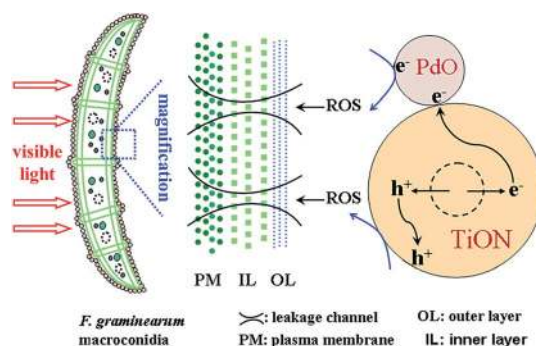 visible
light
magnification
ROS
ROS
e-
PdO
e-
h+
e-
TiON
h+
PM IL OL
F. graminearum
macroconidia
: leakage channel
PM: plasma membrane
OL: outer layer
IL: inner layer